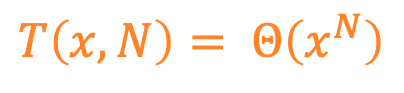 T(x, N) = Θ(x^N)